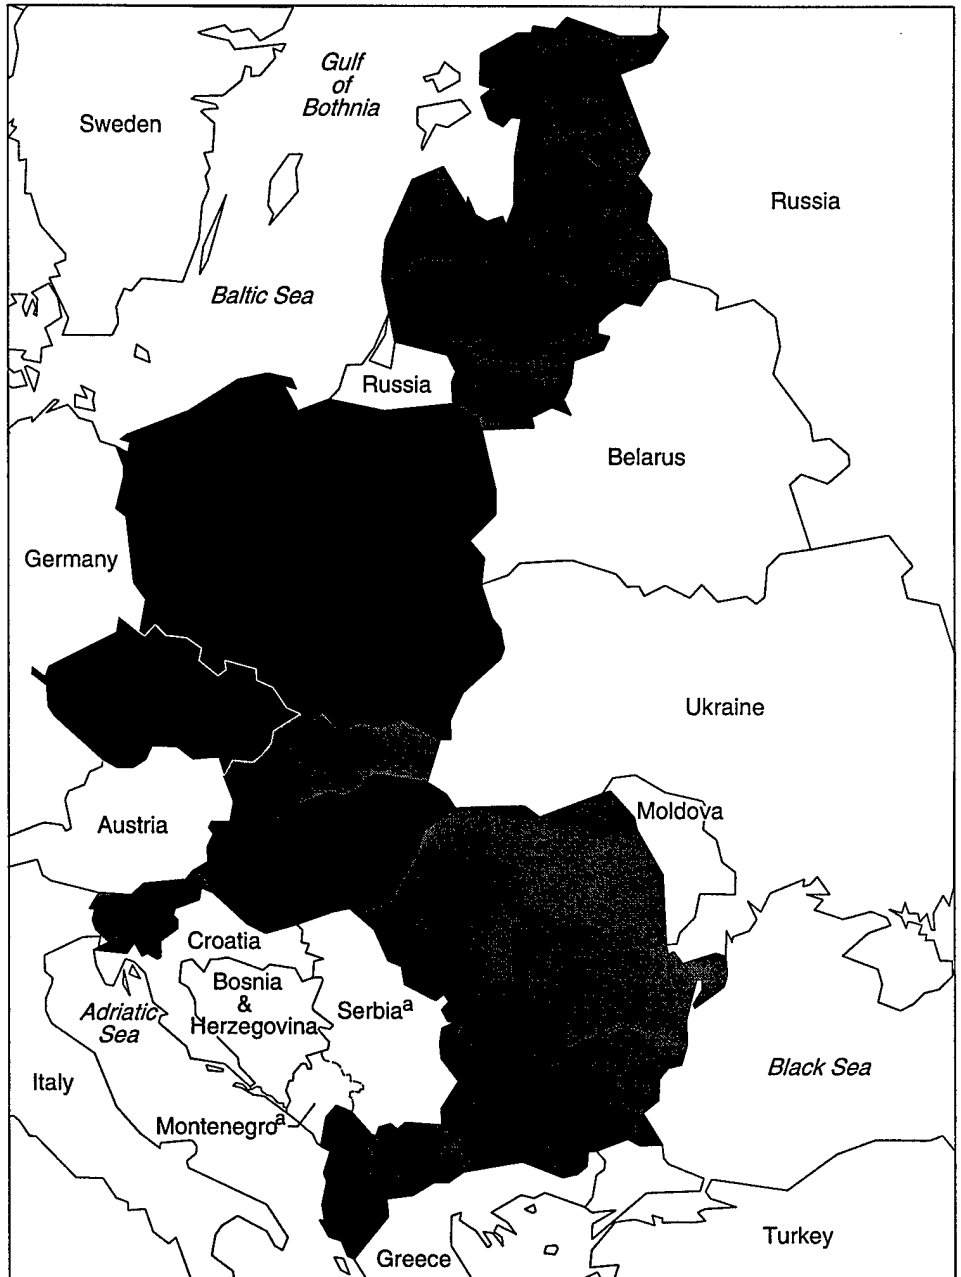 Gulf
of
Bothnia
Sweden
Russia
Baltic Sea
Russia
Belarus
Germany
Ukraine
Moldova
Austria
Croatia
Bosnia
&
Herzegovina
Serbiaa
Adriatic
Sea
Black Sea
Italy
Montenegroa
Turkey
Greece